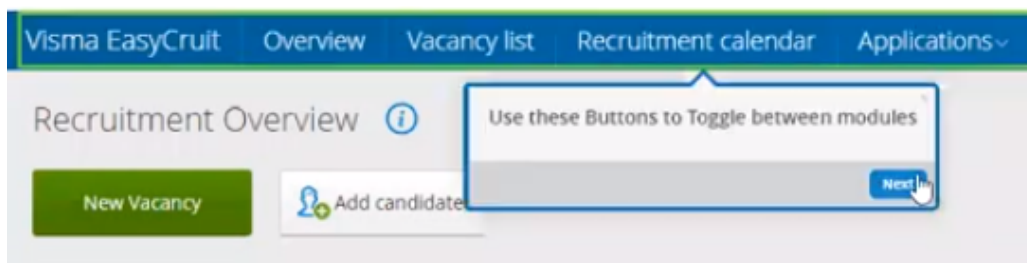 Visma EasyCruit Overview Vacancy list Recruitment calendar Applications
Recruitment Overview
Use these Buttons to Toggle between modules
Next
New Vacancy Add candidate